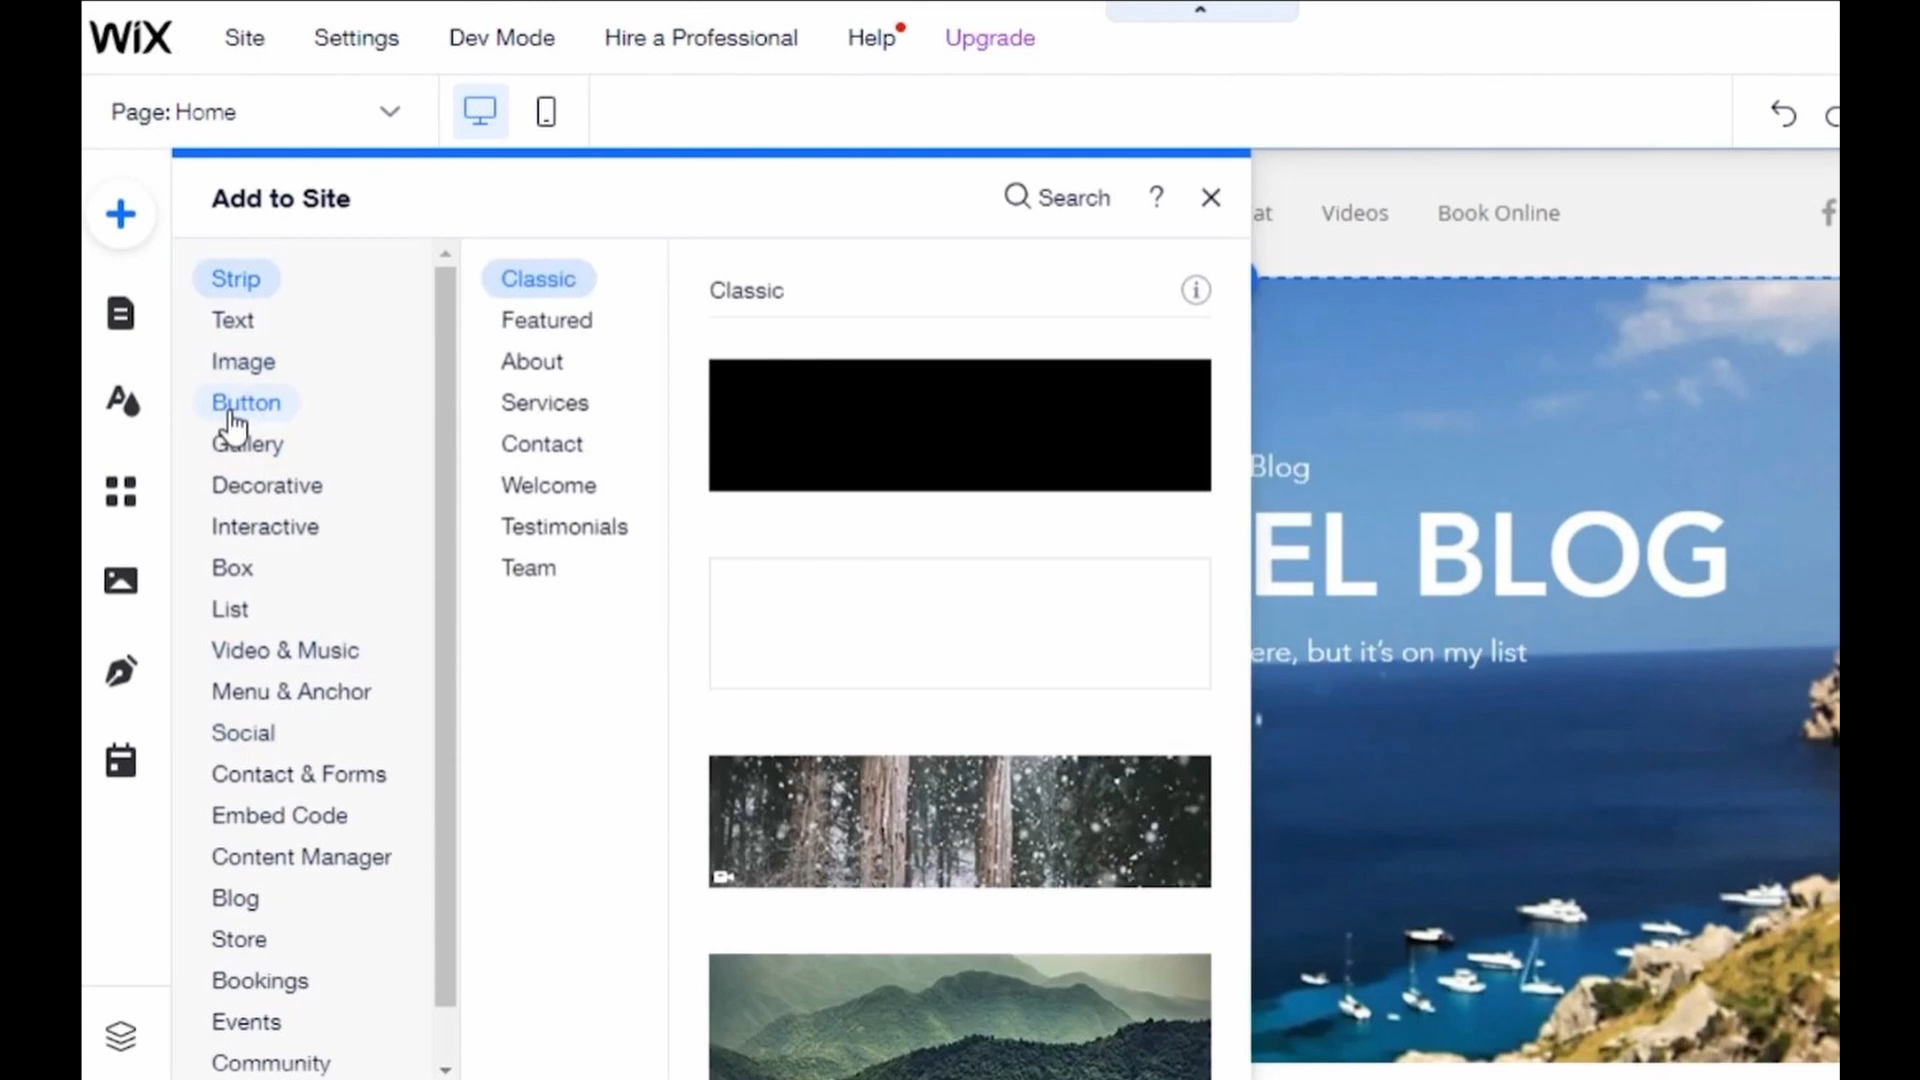 WiX Site Settings Dev Mode Hire a Professional Help Upgrade
Page: Home
Add to Site Search ?
Videos Book Online
Strip
Text
Image
Button
Gallery
Decorative
Interactive
Box
List
Video & Music
Menu & Anchor
Social
Contact & Forms
Embed Code
Content Manager
Blog
Store
Bookings
Events
Community
Classic
Featured
About
Services
Contact
Welcome
Testimonials
Team
Classic
Blog
EL BLOG
ere, but it's on my list